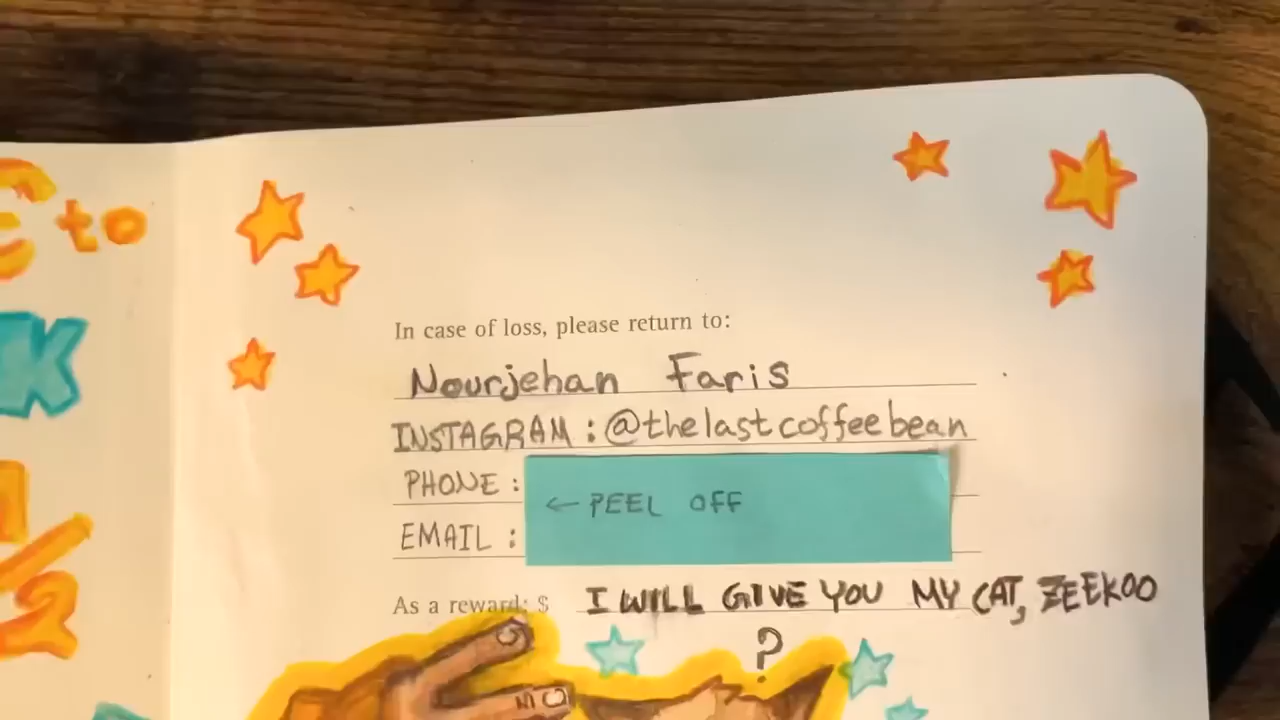 to
K
In case of loss, please return to:
Nourjehan Faris
INSTAGRAM : @thelastcoffeebean
PHONE :
← PEEL OFF
EMAIL :
As a reward: $ I WILL GIVE YOU MY CAT, ZEEKOO
?